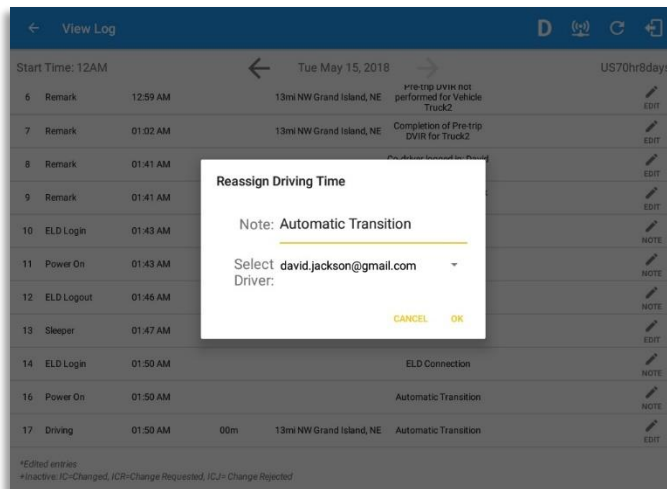 View Log
D
Start Time: 12AM
Tue May 15, 2018
US70hr8days
6 Remark 12:59 AM 13mi NW Grand Island, NE Pre-trip DVIR not
performed for Vehicle
Truck2
EDIT
7 Remark 01:02 AM 13mi NW Grand Island, NE Completion of Pre-trip
DVIR for Truck2
EDIT
8 Remark 01:41 AM Co-driver logged in: David
EDIT
9 Remark 01:41 AM
EDIT
10 ELD Login 01:43 AM
NOTE
11 Power On 01:43 AM
NOTE
12 ELD Logout 01:46 AM
NOTE
13 Sleeper 01:47 AM
EDIT
14 ELD Login 01:50 AM ELD Connection
NOTE
16 Power On 01:50 AM Automatic Transition
NOTE
17 Driving 01:50 AM 00m 13mi NW Grand Island, NE Automatic Transition
EDIT
*Edited entries
+Inactive: IC=Changed, ICR=Change Requested, ICJ= Change Rejected
Reassign Driving Time
Note: Automatic Transition
Select david.jackson@gmail.com
Driver:
CANCEL OK